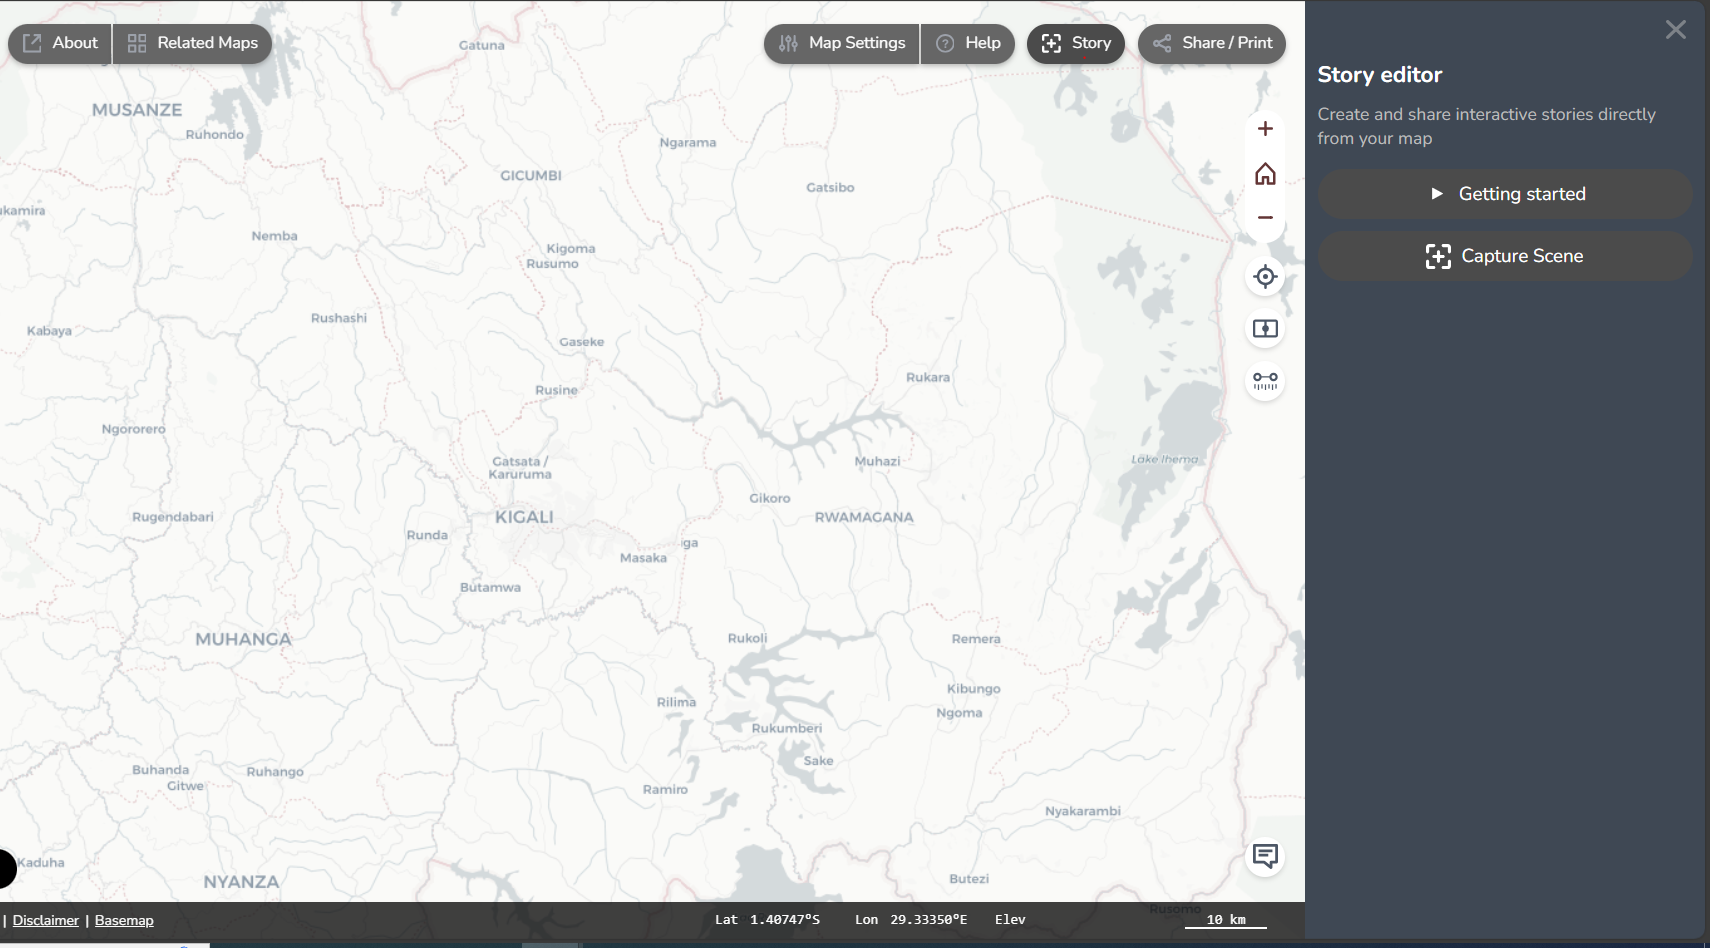 About
Related Maps
Map Settings
Help
Story
Share / Print
Story editor
Create and share interactive stories directly
from your map
Getting started
Capture Scene
Gatuna
MUSANZE
Ruhondo
Ngarama
GICUMBI
Gatsibo
ukamira
Nemba
Kigoma
Rusumo
Rushashi
Kabaya
Gaseke
Rukara
Rusine
Ngororero
Gatsata /
Karuruma
Muhazi
Lake Ihema
Gikoro
Rugendabari
KIGALI
RWAMAGANA
Runda
ga
Masaka
Butamwa
MUHANGA
Rukoli
Remera
Kibungo
Rilima
Ngoma
Rukumberi
Sake
Buhanda
Ruhango
Gitwe
Ramiro
Nyakarambi
Kaduha
NYANZA
Butezi
Rusomo
| Disclaimer | Basemap
Lat 1.40747°S Lon 29.33350°E Elev
10 km